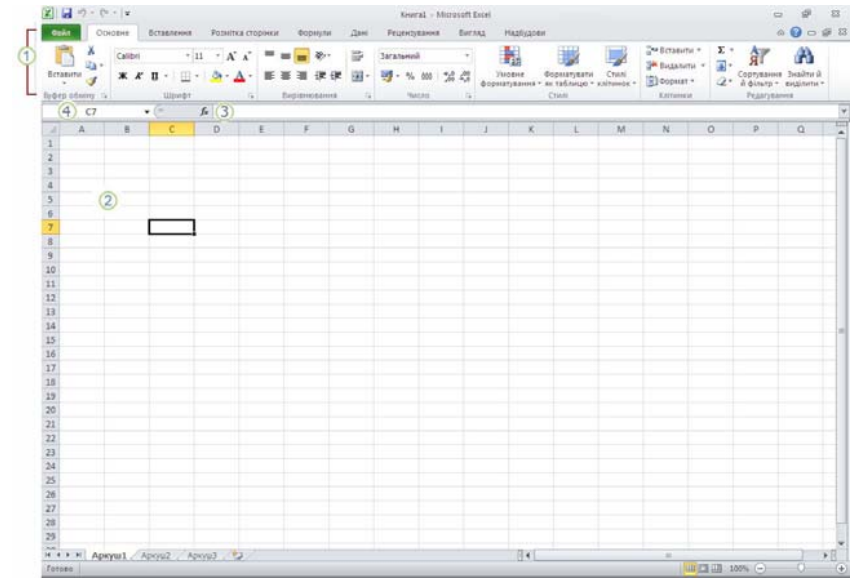 Книга1 - Microsoft Excel
Файл Основне Вставлення Розмітка сторінки Формули Дані Рецензування Вигляд Надбудови
1
Вставити
Calibri 11
Ж К П
Загальний
% 000
Умовне форматування
Форматувати як таблицю
Стилі клітинок
Вставити
Видалити
Формат
Σ
Сортування й фільтр
Знайти й виділити
Буфер обміну Шрифт Вирівнювання Число Стилі Клітинки Редагування
4 C7 fx 3
A B C D E F G H I J K L M N O P Q
1
2
3
4
5
2
6
7
8
9
10
11
12
13
14
15
16
17
18
19
20
21
22
23
24
25
26
27
28
29
Аркуш1 Аркуш2 Аркуш3
Готово 100%